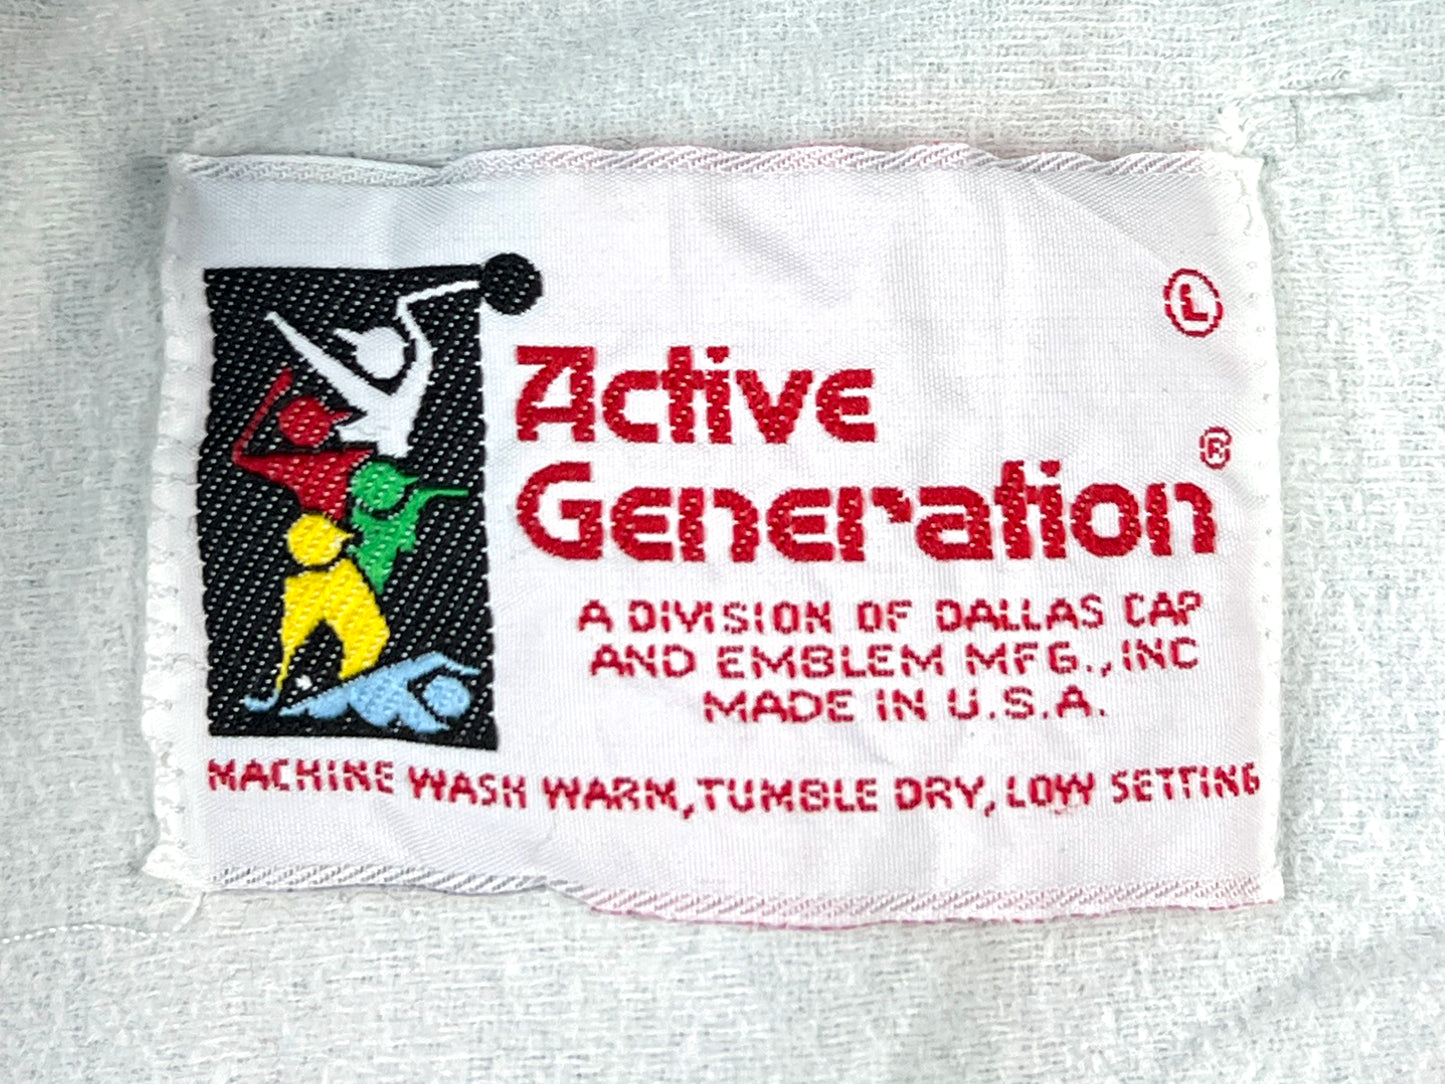 L
Active
Generation®
A DIVISION OF DALLAS CAP
AND EMBLEM MFG., INC
MADE IN U.S.A.
MACHINE WASH WARM, TUMBLE DRY, LOW SETTING